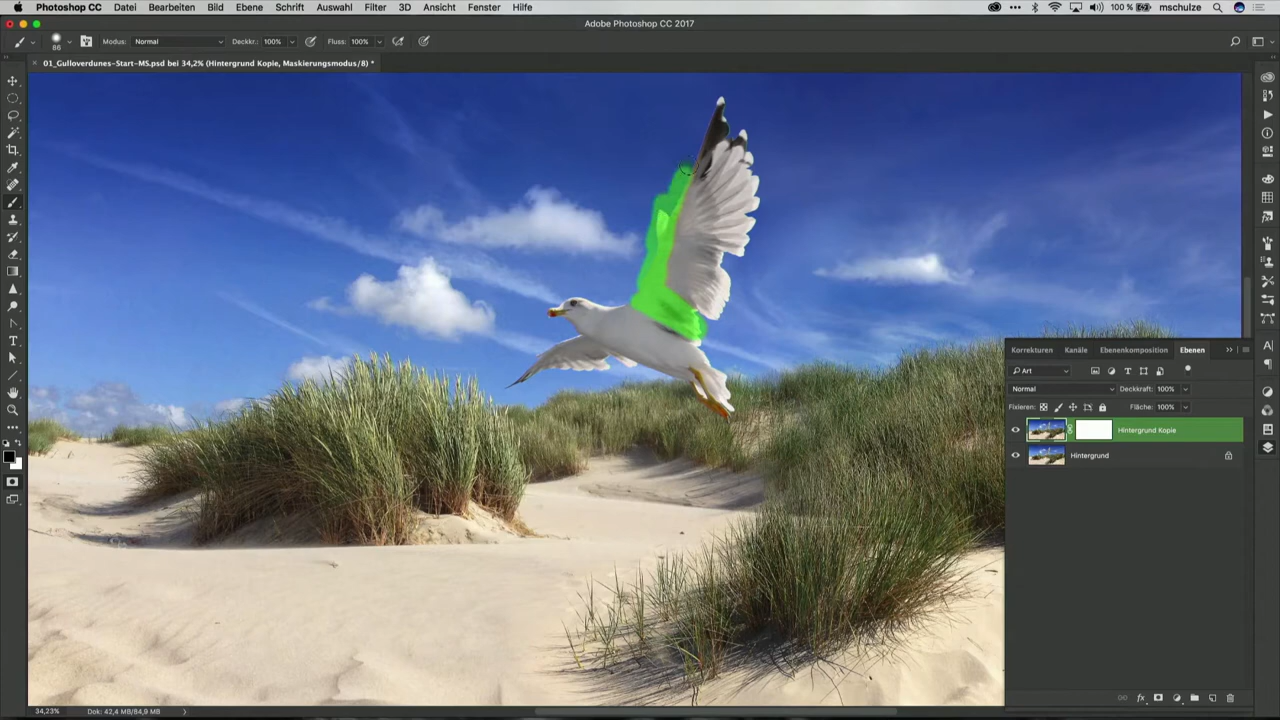 Photoshop CC Datei Bearbeiten Bild Ebene Schrift Auswahl Filter 3D Ansicht Fenster Hilfe 100 % mschulze
Adobe Photoshop CC 2017
86 Modus: Normal Deckkr.: 100% Fluss: 100%
× 01_Gulloverdunes-Start-MS.psd bei 34,2% (Hintergrund Kopie, Maskierungsmodus/8) *
Korrekturen Kanäle Ebenenkomposition Ebenen
Art
Normal Deckkraft: 100%
Fixieren: Fläche: 100%
Hintergrund Kopie
Hintergrund
fx
34,23% Dok: 42,4 MB/84,9 MB